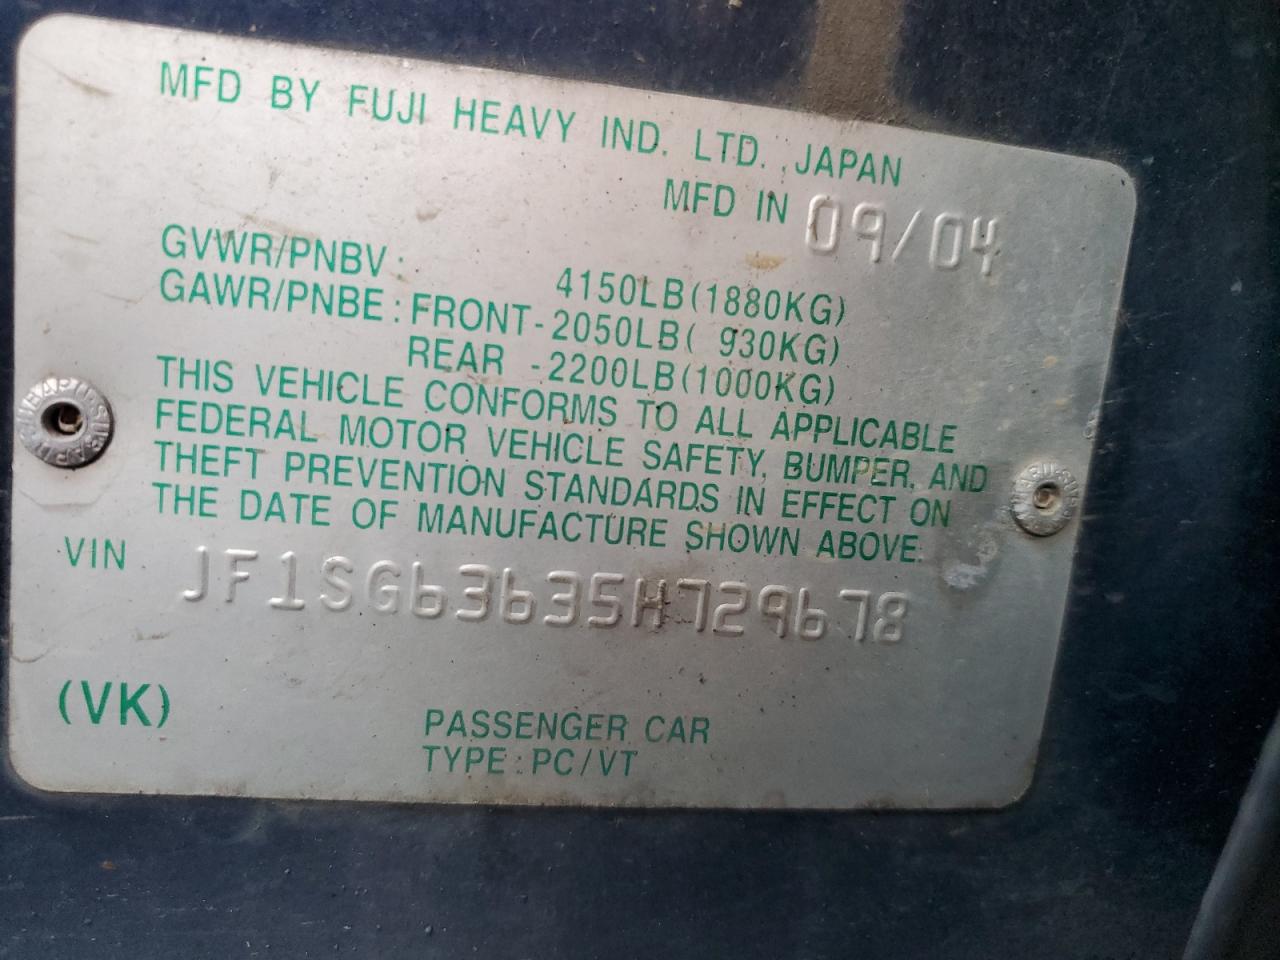 MFD BY FUJI HEAVY IND. LTD., JAPAN
MFD IN 09/04
GVWR/PNBV: 4150LB(1880KG)
GAWR/PNBE: FRONT-2050LB( 930KG)
REAR -2200LB(1000KG)
THIS VEHICLE CONFORMS TO ALL APPLICABLE
FEDERAL MOTOR VEHICLE SAFETY, BUMPER, AND
THEFT PREVENTION STANDARDS IN EFFECT ON
THE DATE OF MANUFACTURE SHOWN ABOVE.
VIN JF1SG63635H729678
(VK)
PASSENGER CAR
TYPE: PC/VT